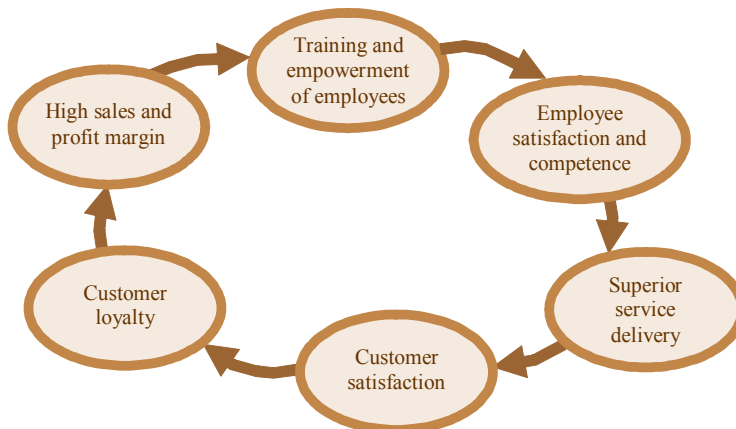 Training and
empowerment
of employees
Employee
satisfaction and
competence
Superior
service
delivery
Customer
satisfaction
Customer
loyalty
High sales and
profit margin